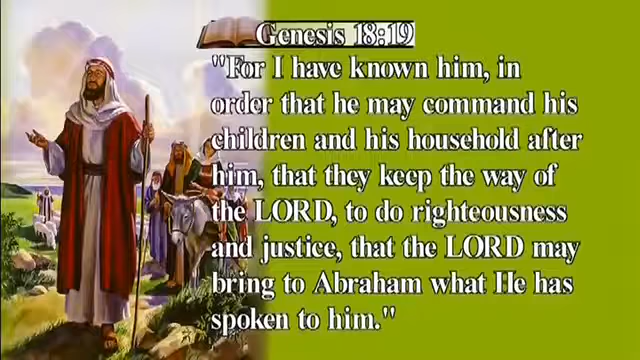 Genesis 18:19
"For I have known him, in
order that he may command his
children and his household after
him, that they keep the way of
the LORD, to do righteousness
and justice, that the LORD may
bring to Abraham what He has
spoken to him."